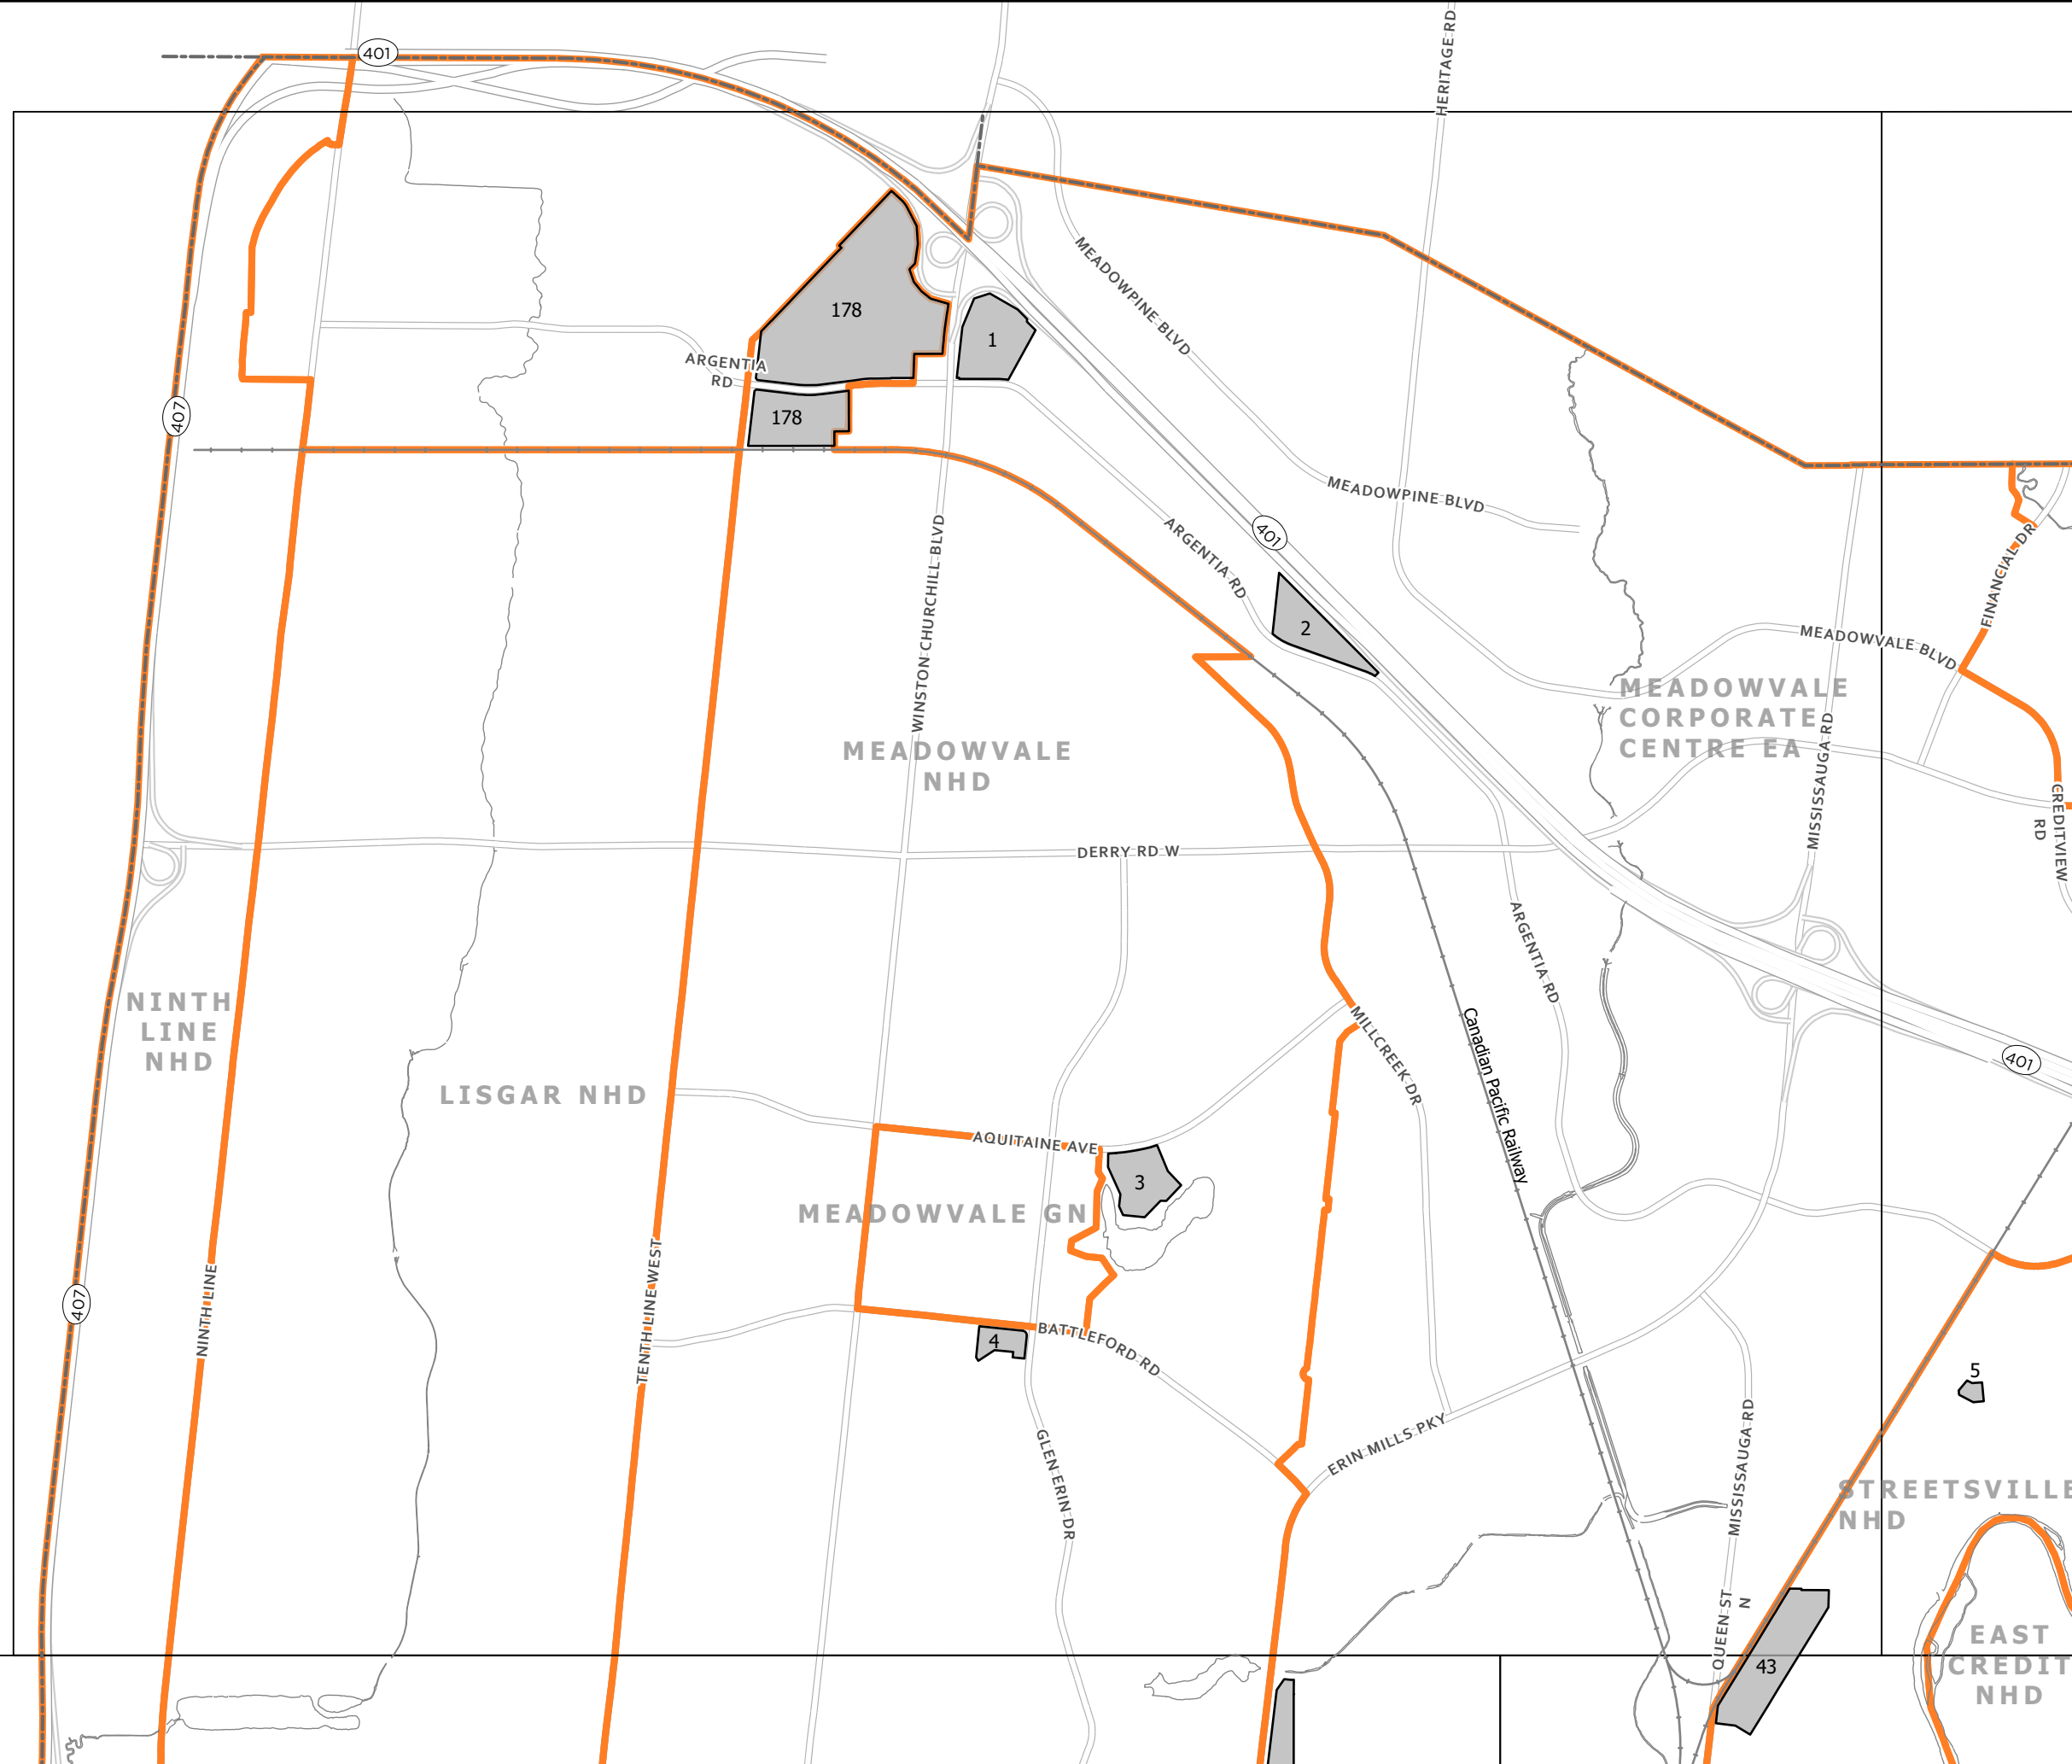 401
HERITAGE RD
MEADOWPINE BLVD
178
1
ARGENTIA
RD
178
407
MEADOWPINE BLVD
401
ARGENTIA RD
FINANCIAL DR
WINSTON CHURCHILL BLVD
2
MEADOWVALE BLVD
MEADOWVALE
CORPORATE
CENTRE EA
MISSISSAUGA RD
MEADOWVALE
NHD
CREDITVIEW
RD
DERRY RD W
ARGENTIA RD
NINTH
LINE
NHD
MILLCREEK DR
Canadian Pacific Railway
401
LISGAR NHD
AQUITAINE AVE
3
MEADOWVALE GN
407
NINTH LINE
TENTH LINE WEST
4
BATTLEFORD RD
5
ERIN MILLS PKY
GLEN ERIN DR
MISSISSAUGA RD
STREETSVILLE
NHD
QUEEN ST
N
43
EAST
CREDIT
NHD